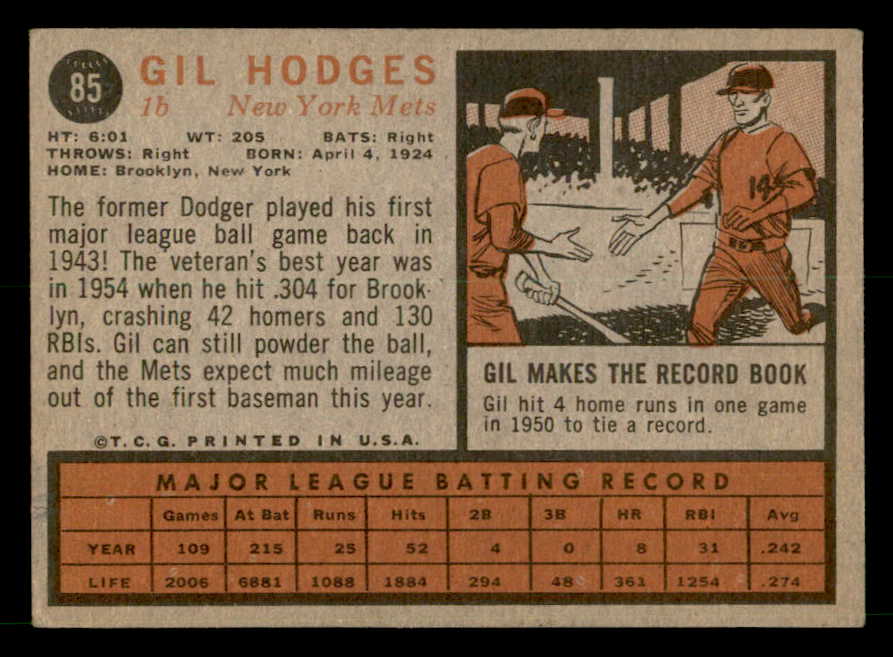 85
GIL HODGES
1b New York Mets
HT: 6:01 WT: 205 BATS: Right
THROWS: Right BORN: April 4, 1924
HOME: Brooklyn, New York
The former Dodger played his first
major league ball game back in
1943! The veteran's best year was
in 1954 when he hit .304 for Brook-
lyn, crashing 42 homers and 130
RBIs. Gil can still powder the ball,
and the Mets expect much mileage
out of the first baseman this year.
©T.C.G. PRINTED IN U.S.A.
14
GIL MAKES THE RECORD BOOK
Gil hit 4 home runs in one game
in 1950 to tie a record.
MAJOR LEAGUE BATTING RECORD
Games At Bat Runs Hits 2B 3B HR RBI Avg
YEAR 109 215 25 52 4 0 8 31 .242
LIFE 2006 6881 1088 1884 294 48 361 1254 .274